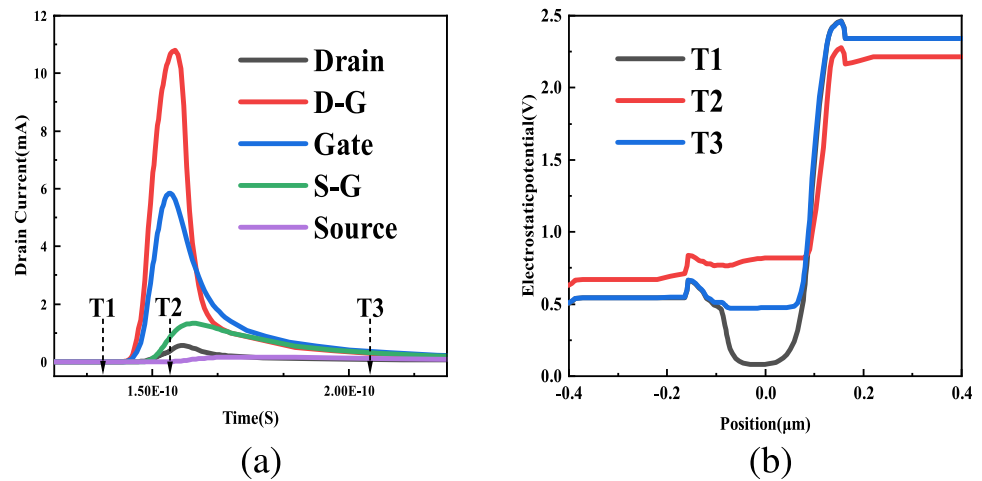 12
10
8
6
4
2
0
Drain Current(mA)
Drain
D-G
Gate
S-G
Source
T1
T2
T3
1.50E-10
2.00E-10
Time(S)
(a)
2.5
2.0
1.5
1.0
0.5
0.0
Electrostaticpotential(V)
T1
T2
T3
-0.4
-0.2
0.0
0.2
0.4
Position(μm)
(b)